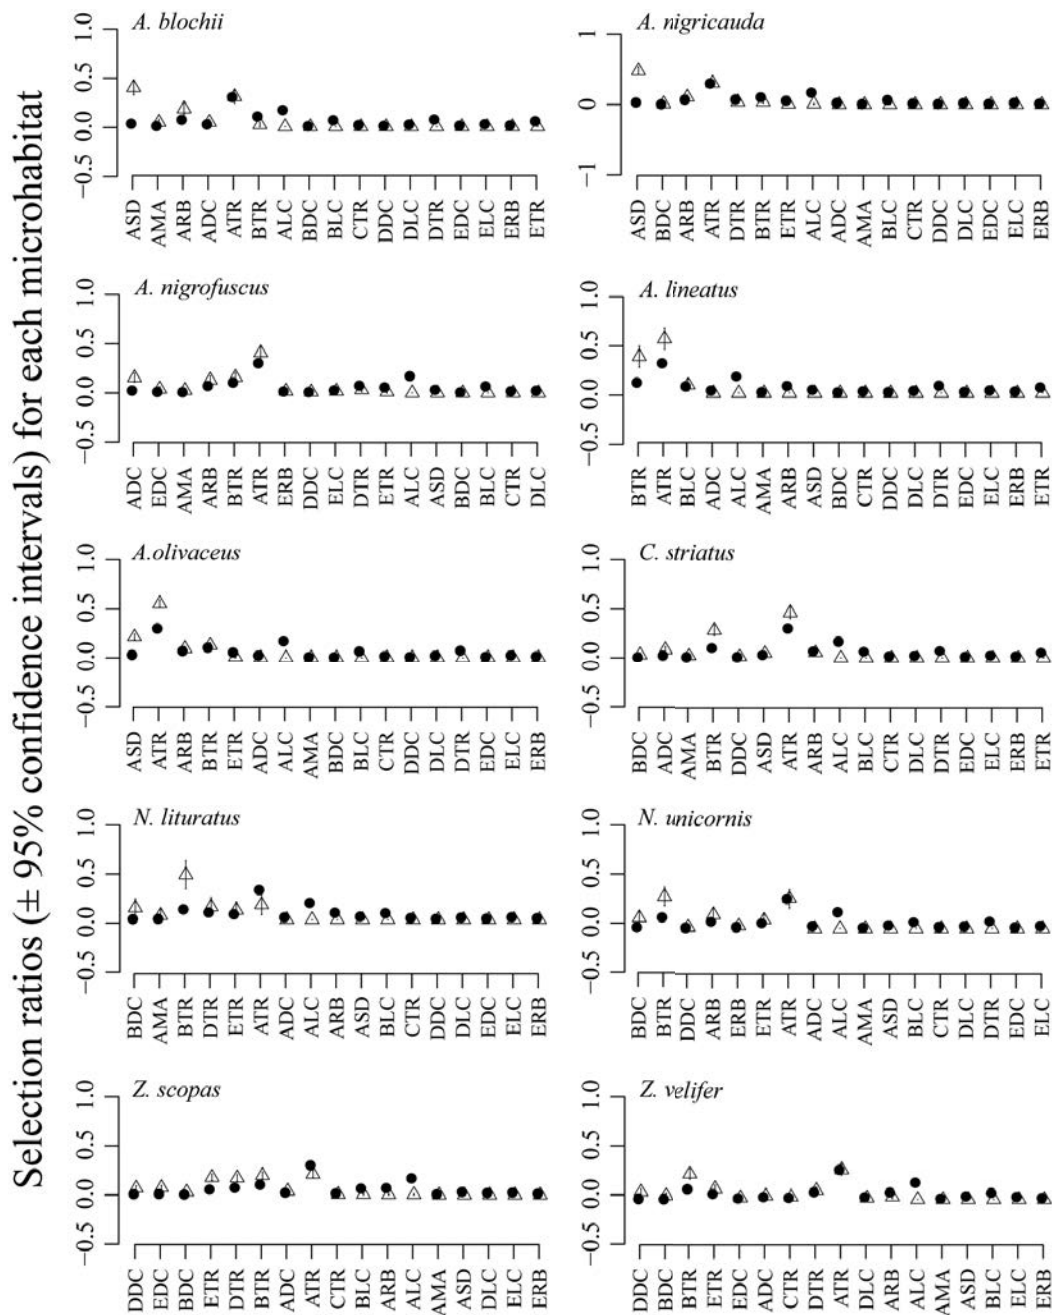 Selection ratios (± 95% confidence intervals) for each microhabitat
A. blochii
1.0
0.5
0.0
−0.5
ASD AMA ARB ADC ATR BTR ALC BDC BLC CTR DDC DLC DTR EDC ELC ERB ETR
A. nigricauda
1
0
−1
ASD BDC ARB ATR DTR BTR ETR ALC ADC AMA BLC CTR DDC DLC EDC ELC ERB
A. nigrofuscus
1.0
0.5
0.0
−0.5
ADC EDC AMA ARB BTR ATR ERB DDC ELC DTR ETR ALC ASD BDC BLC CTR DLC
A. lineatus
1.0
0.5
0.0
−0.5
BTR ATR BLC ADC ALC AMA ARB ASD BDC CTR DDC DLC DTR EDC ELC ERB ETR
A.olivaceus
1.0
0.5
0.0
−0.5
ASD ATR ARB BTR ETR ADC ALC AMA BDC BLC CTR DDC DLC DTR EDC ELC ERB
C. striatus
1.0
0.5
0.0
−0.5
BDC ADC AMA BTR DDC ASD ATR ARB ALC BLC CTR DLC DTR EDC ELC ERB ETR
N. lituratus
1.0
0.5
0.0
−0.5
BDC AMA BTR DTR ETR ATR ADC ALC ARB ASD BLC CTR DDC DLC EDC ELC ERB
N. unicornis
1.0
0.5
0.0
−0.5
BDC BTR DDC ARB ERB ETR ATR ADC ALC AMA ASD BLC CTR DLC DTR EDC ELC
Z. scopas
1.0
0.5
0.0
−0.5
DDC EDC BDC ETR DTR BTR ADC ATR CTR BLC ARB ALC AMA ASD DLC ELC ERB
Z. velifer
1.0
0.5
0.0
−0.5
DDC BDC BTR ETR EDC ADC CTR DTR ATR DLC ARB ALC AMA ASD BLC ELC ERB